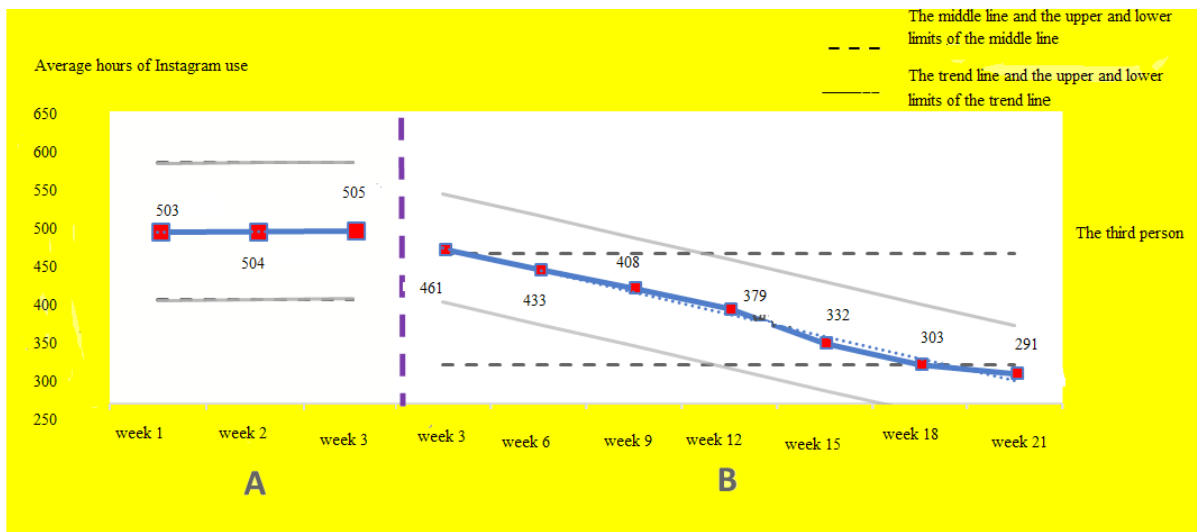 The middle line and the upper and lower
limits of the middle line
Average hours of Instagram use
The trend line and the upper and lower
limits of the trend line
650
600
550
500
450
400
350
300
250
503
504
505
461
433
408
379
332
303
291
The third person
week 1
week 2
week 3
week 3
week 6
week 9
week 12
week 15
week 18
week 21
A
B